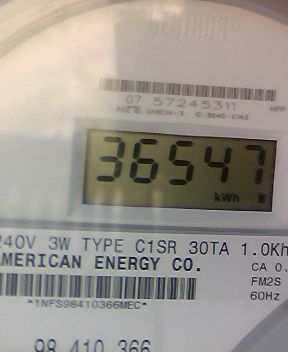 CENTRON
07 57245311
36547
kWh
240V 3W TYPE C1SR 30TA 1.0Kh
AMERICAN ENERGY CO.
CA 0.
FM2S
60Hz
*1NFS98410366MEC*
98 410 366